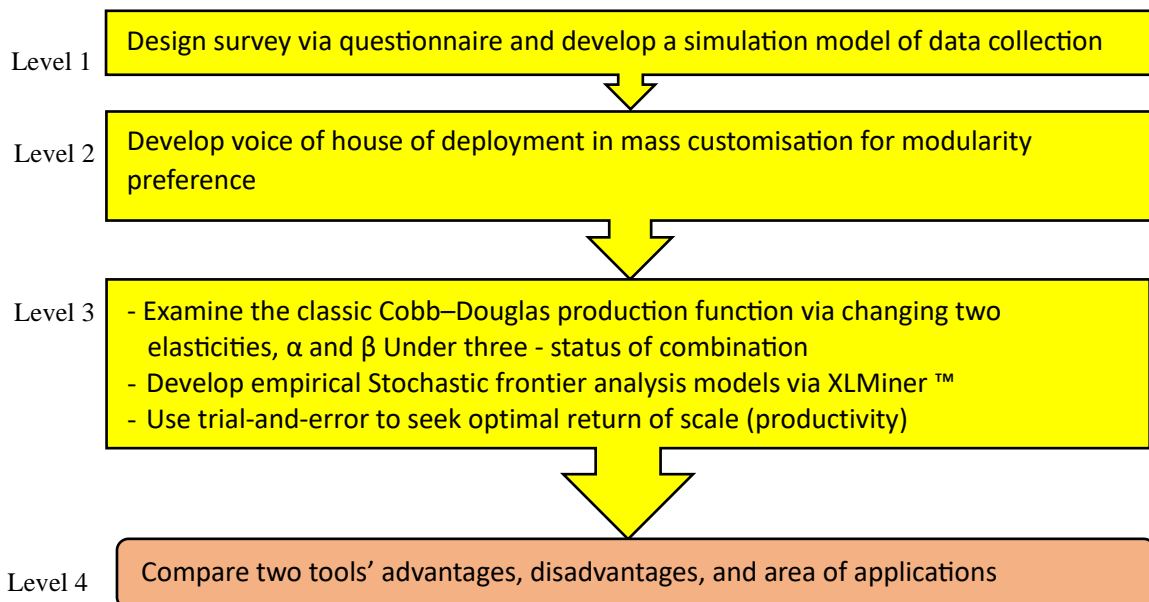 Design survey via questionnaire and develop a simulation model of data collection
Level 1
Develop voice of house of deployment in mass customisation for modularity
Level 2
preference
Level 3
- Examine the classic Cobb–Douglas production function via changing two
elasticities, α and β Under three - status of combination
- Develop empirical Stochastic frontier analysis models via XLMiner ™
- Use trial-and-error to seek optimal return of scale (productivity)
Level 4
Compare two tools’ advantages, disadvantages, and area of applications